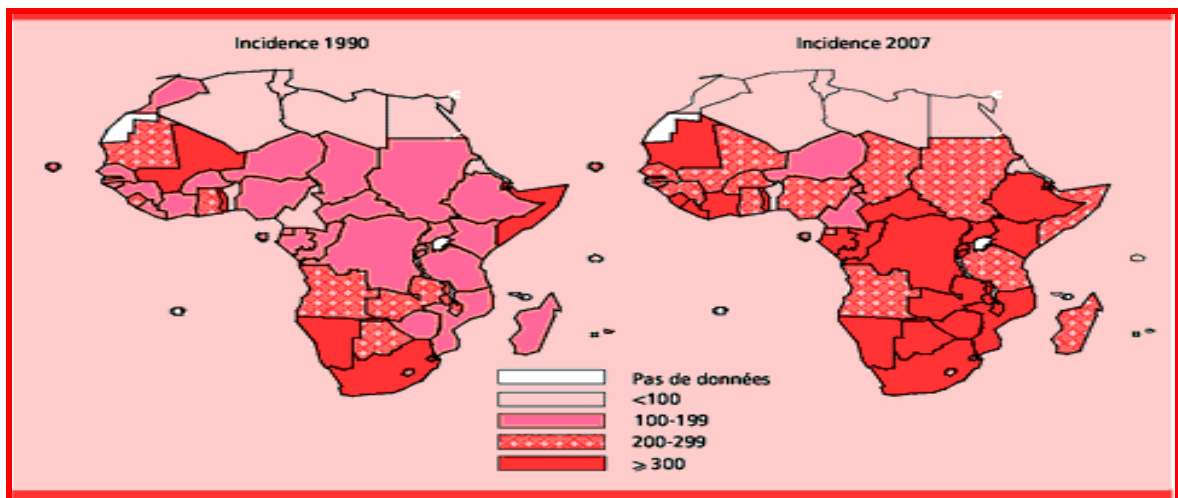 Incidence 1990
Incidence 2007
Pas de données
<100
100-199
200-299
⩾ 300